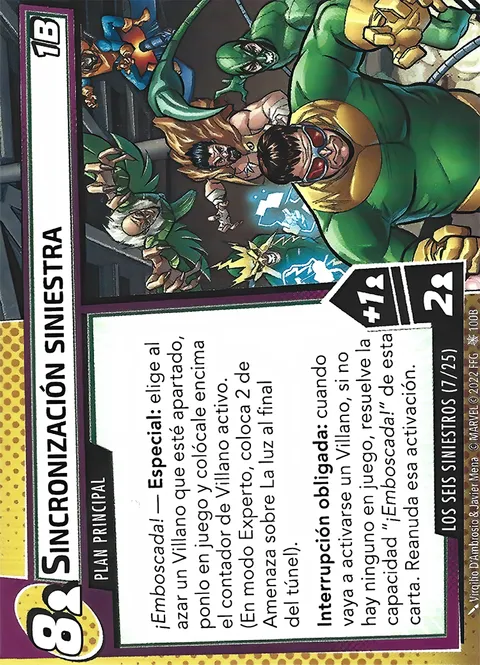 8
SINCRONIZACIÓN SINIESTRA
1B
PLAN PRINCIPAL
¡Emboscada! — Especial: elige al
azar un Villano que esté apartado,
ponlo en juego y colócale encima
el contador de Villano activo.
(En modo Experto, coloca 2 de
Amenaza sobre La luz al final
del túnel).
Interrupción obligada: cuando
vaya a activarse un Villano, si no
hay ninguno en juego, resuelve la
capacidad "¡Emboscada!" de esta
carta. Reanuda esa activación.
+1
2
LOS SEIS SINIESTROS (7/25)
Virgilio D'Ambrosio & Javier Mena © MARVEL © 2022 FFG 100B